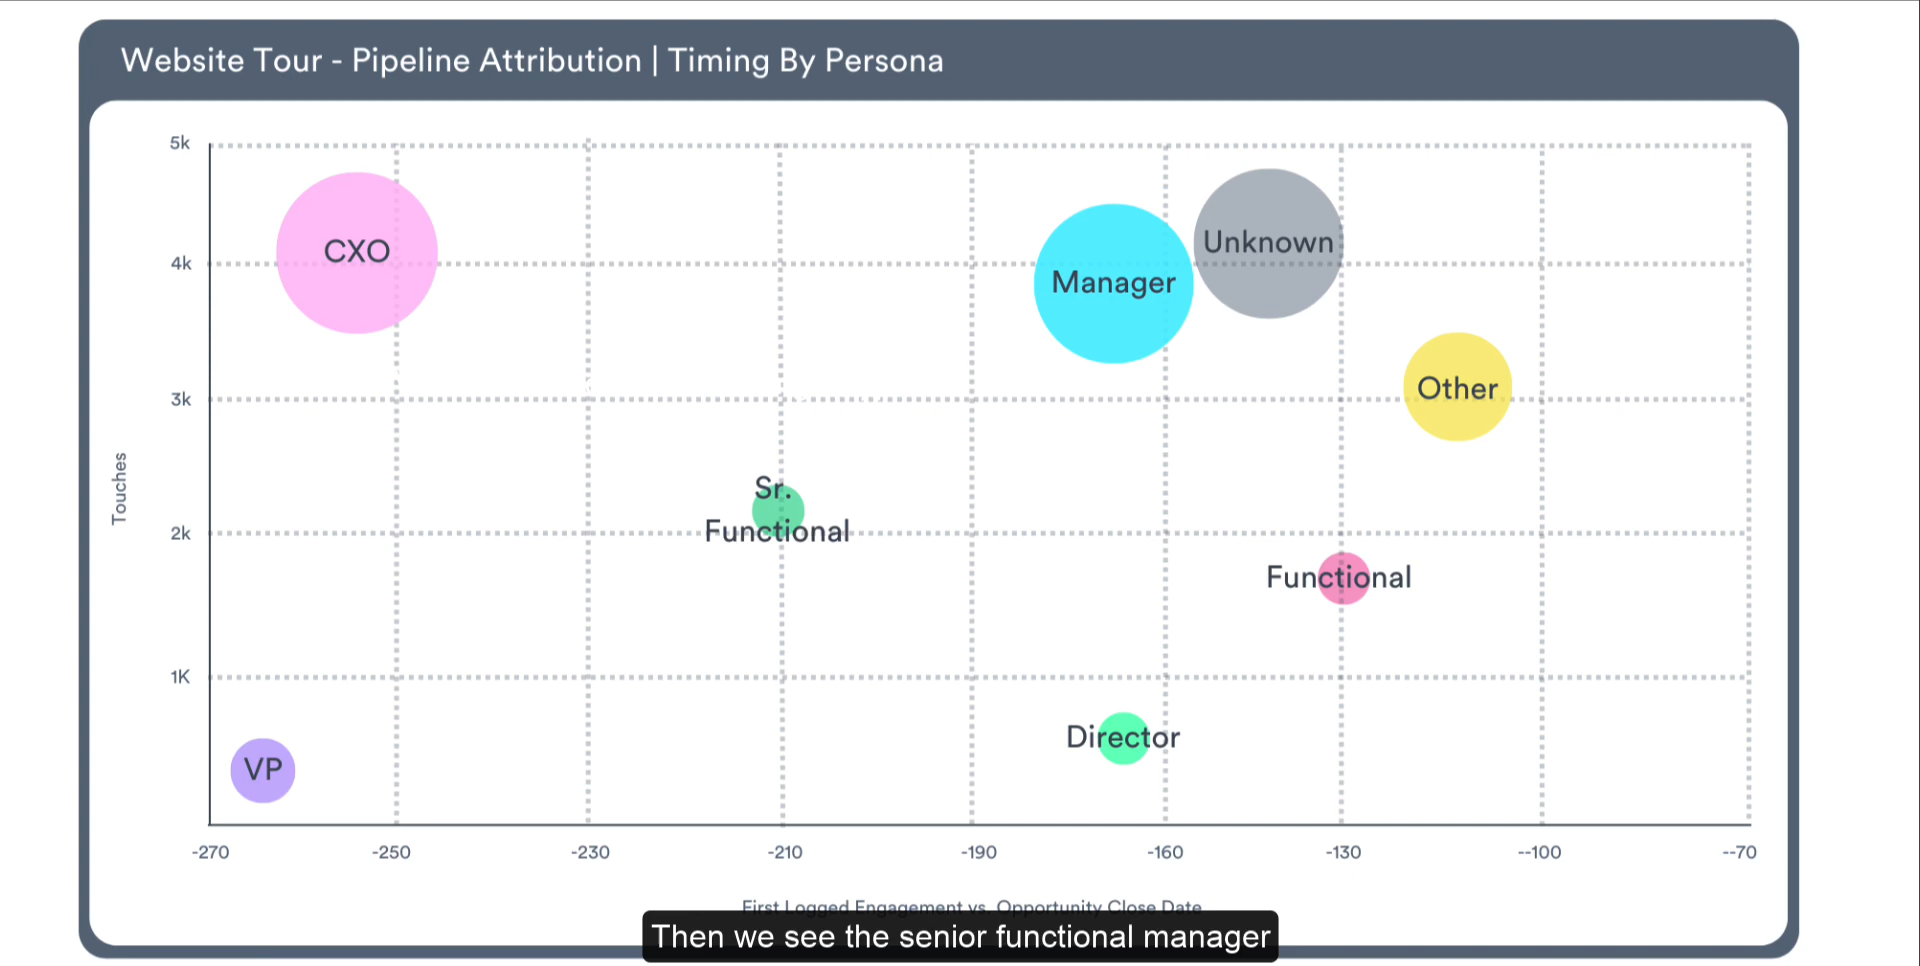 Website Tour - Pipeline Attribution | Timing By Persona
5k
CXO
Unknown
4k
Manager
Other
3k
Touches
Sr.
Functional
2k
Functional
1K
Director
VP
-270 -250 -230 -210 -190 -160 -130 --100 --70
First Logged Engagement vs. Opportunity Close Date
Then we see the senior functional manager